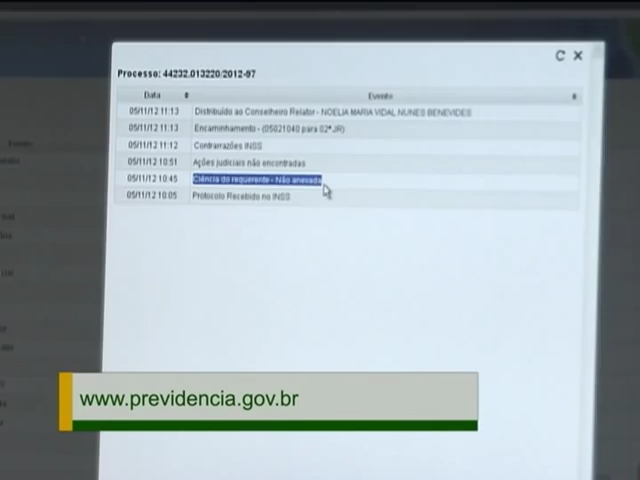 Processo: 44232.013220/2012-97
Data Evento
05/11/12 11:13 Distribuído ao Conselheiro Relator - NOELIA MARIA VIDAL NUNES BENEVIDES
05/11/12 11:13 Encaminhamento - (05021040 para 02ª JR)
05/11/12 11:12 Contrarrazões INSS
05/11/12 10:51 Ações judiciais não encontradas
05/11/12 10:45 Ciência do requerente - Não anexada
05/11/12 10:05 Protocolo Recebido no INSS
www.previdencia.gov.br